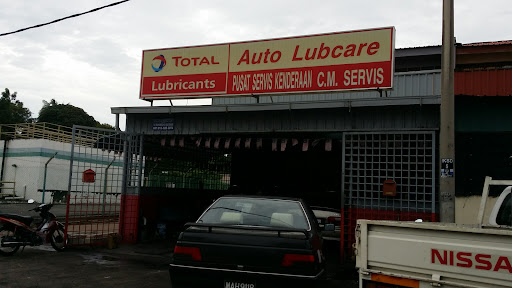 TOTAL
Lubricants
Auto Lubcare
PUSAT SERVIS KENDERAAN C.M. SERVIS
NISSA